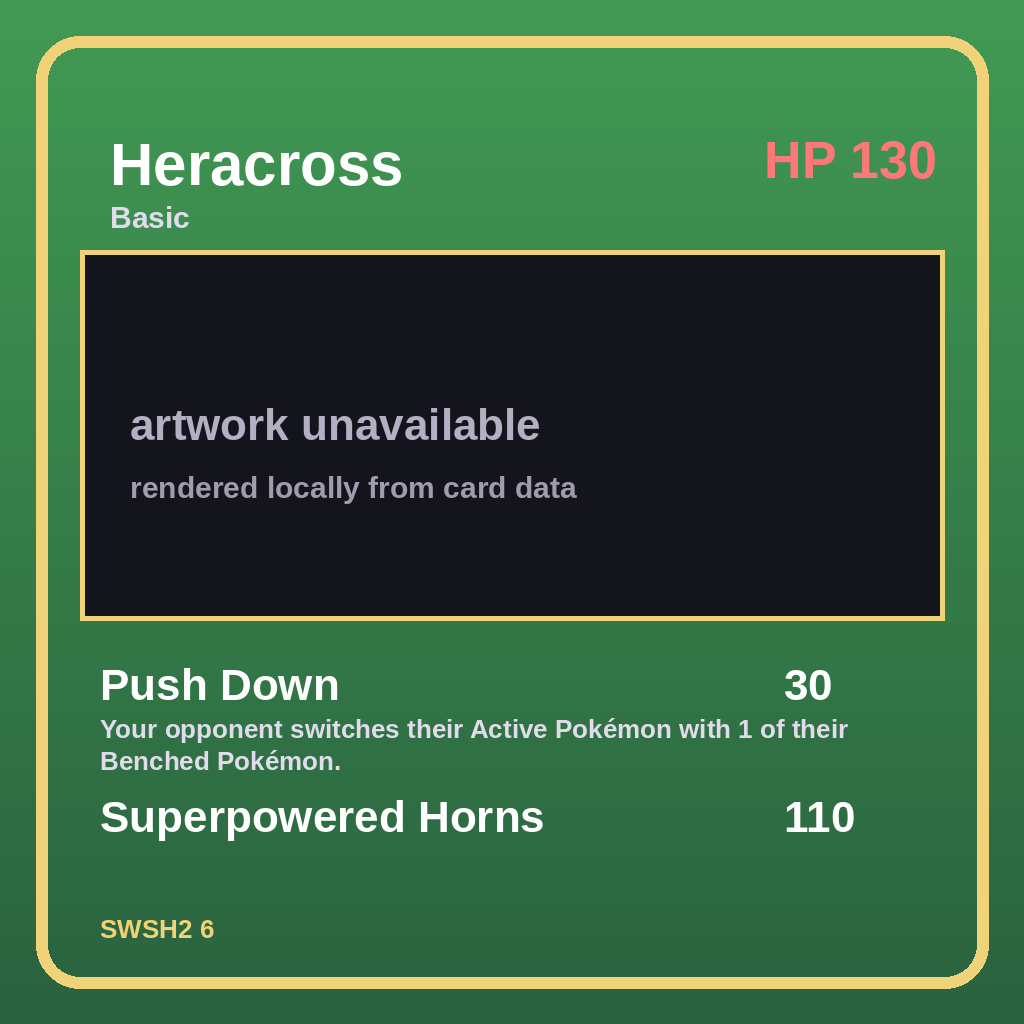 Heracross
HP 130
Basic
artwork unavailable
rendered locally from card data
Push Down 30
Your opponent switches their Active Pokémon with 1 of their
Benched Pokémon.
Superpowered Horns 110
SWSH2 6